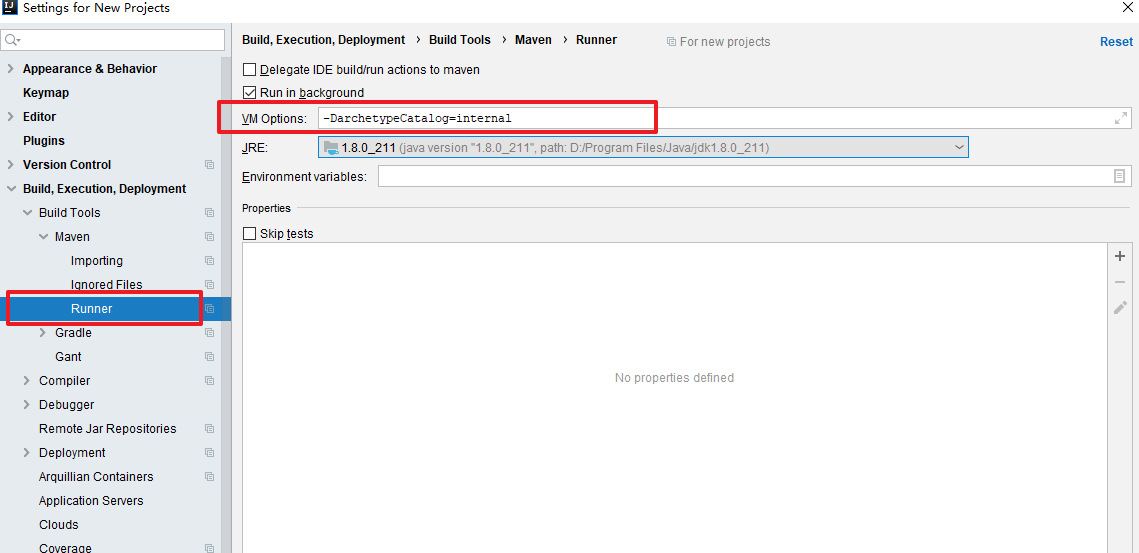 IJ Settings for New Projects
Appearance & Behavior
Keymap
Editor
Plugins
Version Control
Build, Execution, Deployment
Build Tools
Maven
Importing
Ignored Files
Runner
Gradle
Gant
Compiler
Debugger
Remote Jar Repositories
Deployment
Arquillian Containers
Application Servers
Clouds
Coverage
Build, Execution, Deployment › Build Tools › Maven › Runner For new projects Reset
Delegate IDE build/run actions to maven
Run in background
VM Options: -DarchetypeCatalog=internal
JRE: 1.8.0_211 (java version "1.8.0_211", path: D:/Program Files/Java/jdk1.8.0_211)
Environment variables:
Properties
Skip tests
No properties defined